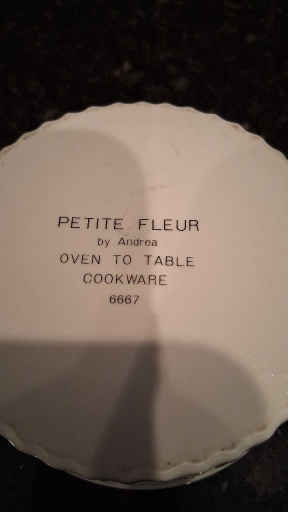 PETITE FLEUR
by Andrea
OVEN TO TABLE
COOKWARE
6667